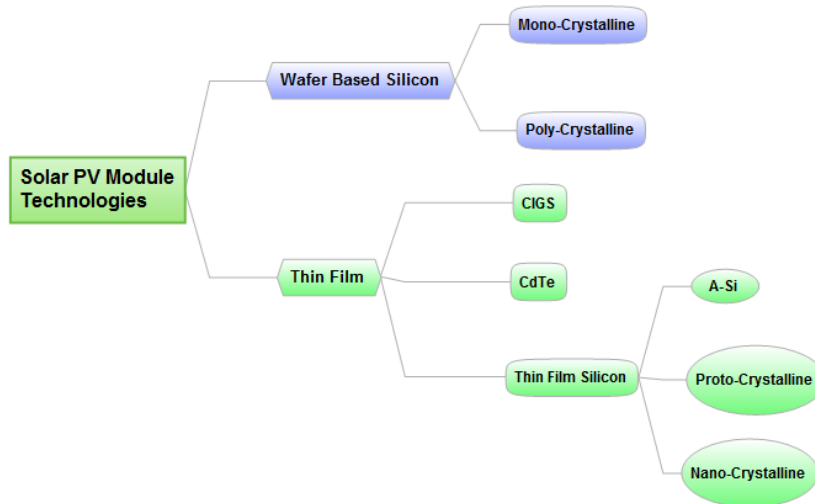 Solar PV Module
Technologies
Wafer Based Silicon
Mono-Crystalline
Poly-Crystalline
Thin Film
CIGS
CdTe
Thin Film Silicon
A-Si
Proto-Crystalline
Nano-Crystalline